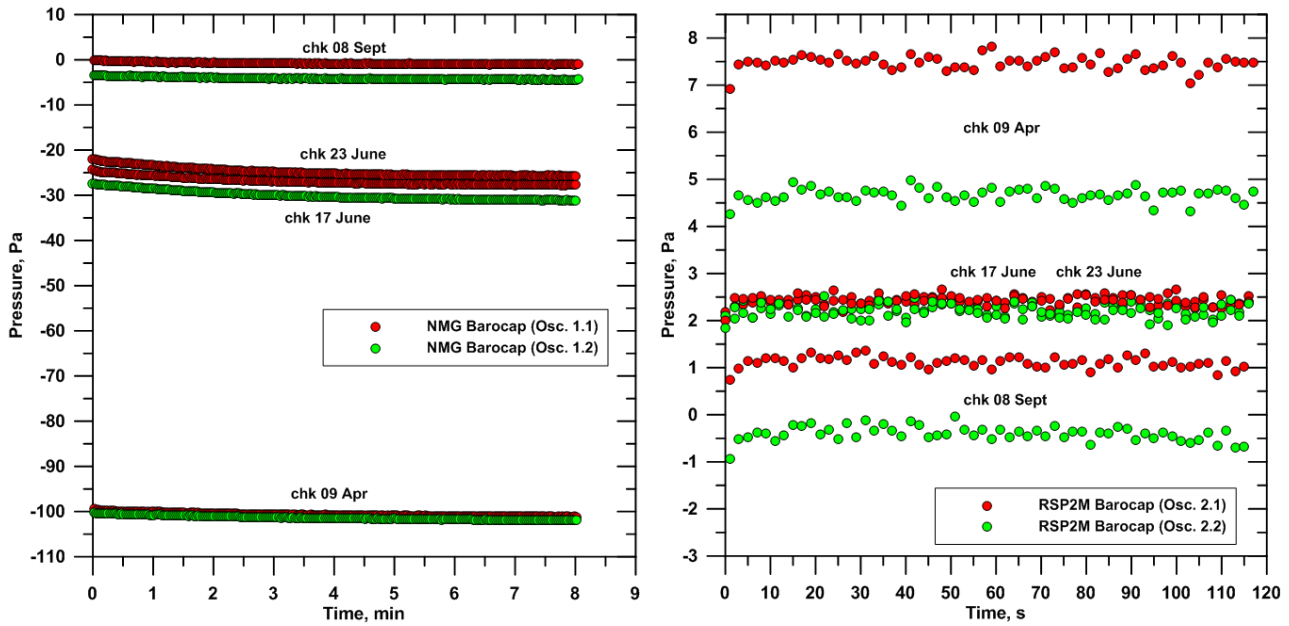 10
0
-10
-20
-30
-40
-50
-60
-70
-80
-90
-100
-110
Pressure, Pa
chk 08 Sept
chk 23 June
chk 17 June
NMG Barocap (Osc. 1.1)
NMG Barocap (Osc. 1.2)
chk 09 Apr
0 1 2 3 4 5 6 7 8 9
Time, min
8
7
6
5
4
3
2
1
0
-1
-2
-3
Pressure, Pa
chk 09 Apr
chk 17 June chk 23 June
chk 08 Sept
RSP2M Barocap (Osc. 2.1)
RSP2M Barocap (Osc. 2.2)
0 10 20 30 40 50 60 70 80 90 100 110 120
Time, s